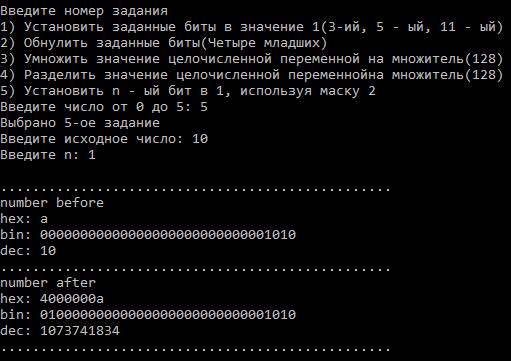 Введите номер задания
1) Установить заданные биты в значение 1(3-ий, 5 - ый, 11 - ый)
2) Обнулить заданные биты(Четыре младших)
3) Умножить значение целочисленной переменной на множитель(128)
4) Разделить значение целочисленной переменнойна множитель(128)
5) Установить n - ый бит в 1, используя маску 2
Введите число от 0 до 5: 5
Выбрано 5-ое задание
Введите исходное число: 10
Введите n: 1
.................................................
number before
hex: a
bin: 00000000000000000000000000001010
dec: 10
.................................................
number after
hex: 4000000a
bin: 01000000000000000000000000001010
dec: 1073741834
.................................................